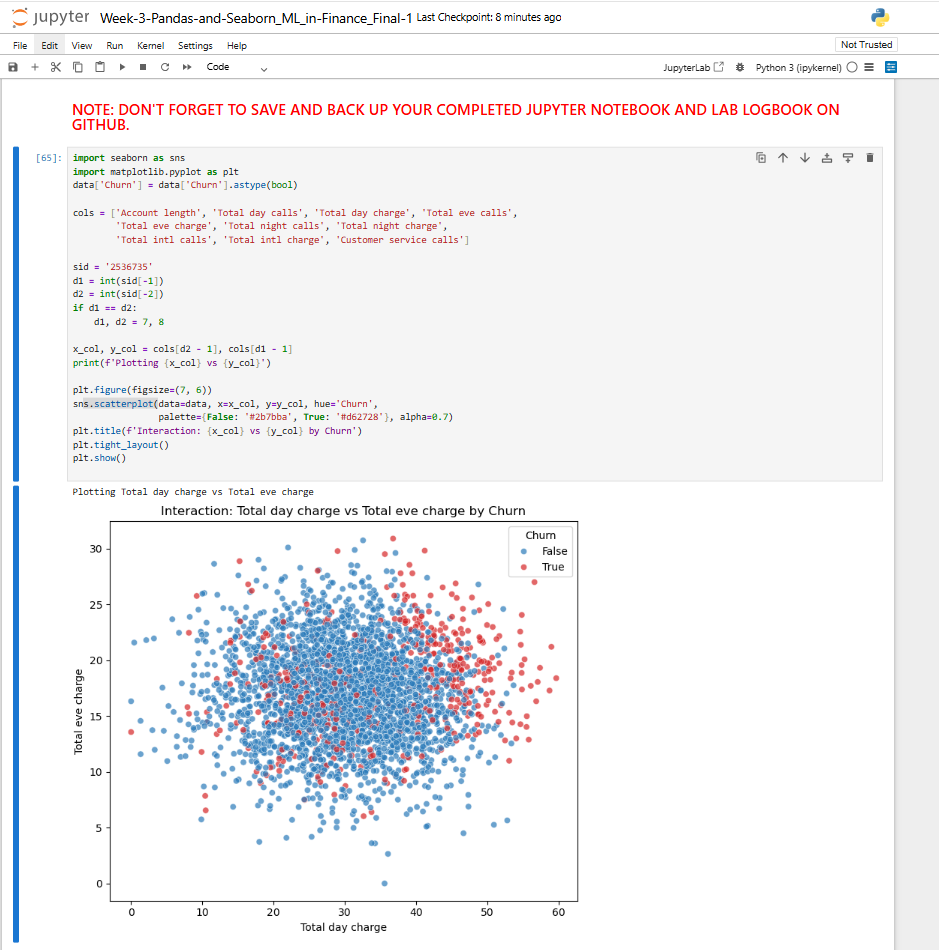 jupyter Week-3-Pandas-and-Seaborn_ML_in-Finance_Final-1 Last Checkpoint: 8 minutes ago
File Edit View Run Kernel Settings Help
Not Trusted
Code
JupyterLab
Python 3 (ipykernel)
NOTE: DON'T FORGET TO SAVE AND BACK UP YOUR COMPLETED JUPYTER NOTEBOOK AND LAB LOGBOOK ON
GITHUB.
[65]:
import seaborn as sns
import matplotlib.pyplot as plt
data['Churn'] = data['Churn'].astype(bool)
cols = ['Account length', 'Total day calls', 'Total day charge', 'Total eve calls',
'Total eve charge', 'Total night calls', 'Total night charge',
'Total intl calls', 'Total intl charge', 'Customer service calls']
sid = '2536735'
d1 = int(sid[-1])
d2 = int(sid[-2])
if d1 == d2:
d1, d2 = 7, 8
x_col, y_col = cols[d2 - 1], cols[d1 - 1]
print(f'Plotting {x_col} vs {y_col}')
plt.figure(figsize=(7, 6))
sns.scatterplot(data=data, x=x_col, y=y_col, hue='Churn',
palette={False: '#2b7bba', True: '#d62728'}, alpha=0.7)
plt.title(f'Interaction: {x_col} vs {y_col} by Churn')
plt.tight_layout()
plt.show()
Plotting Total day charge vs Total eve charge
Interaction: Total day charge vs Total eve charge by Churn
Churn
False
True
30
25
20
15
10
5
0
Total eve charge
0 10 20 30 40 50 60
Total day charge